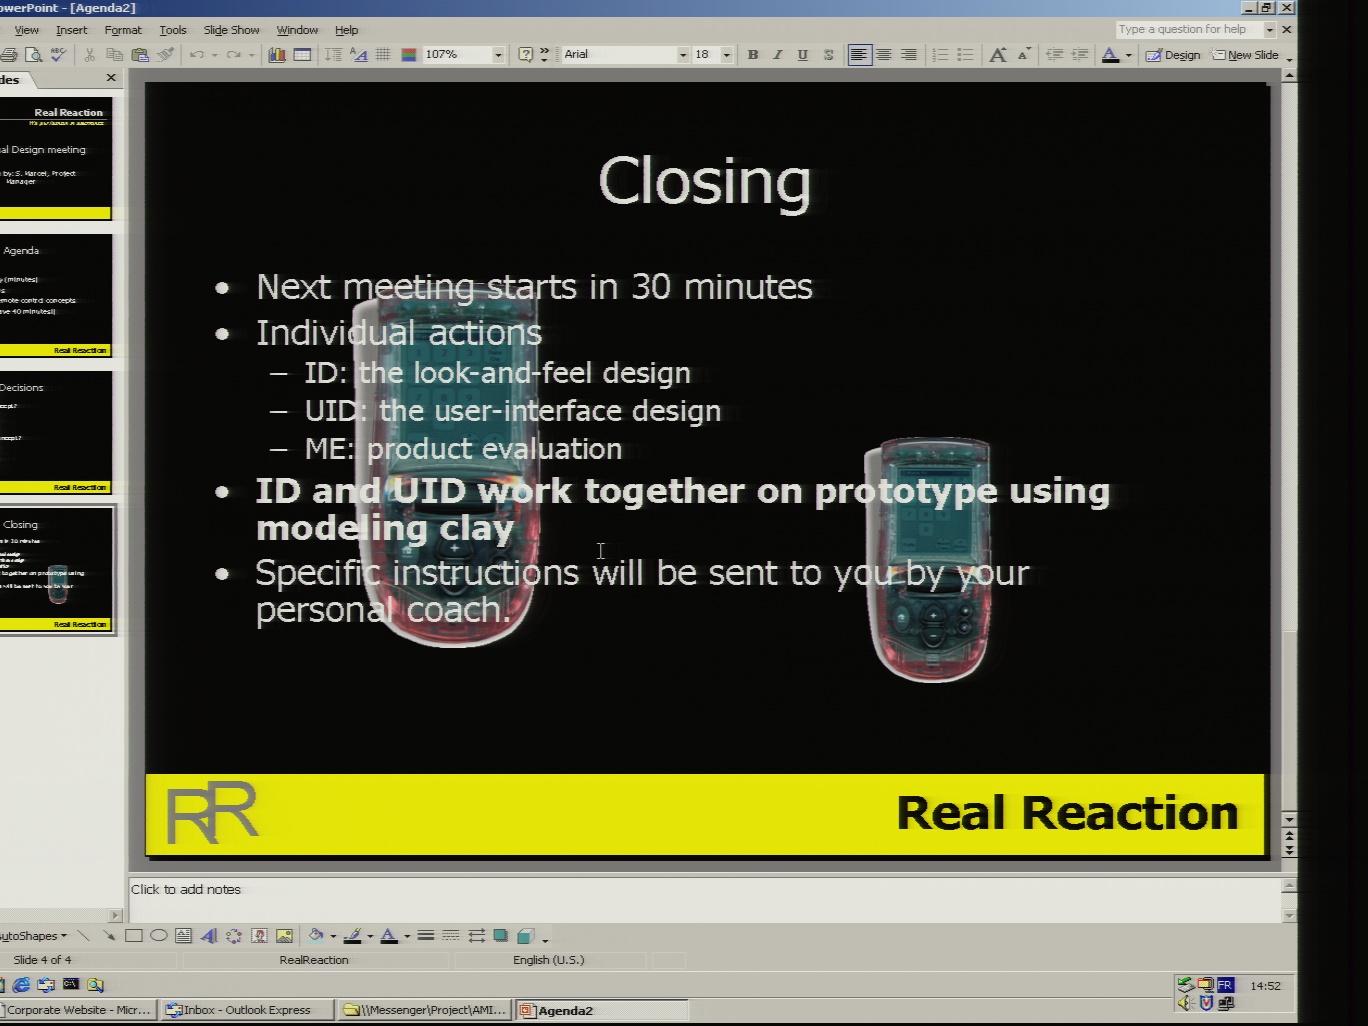 owerPoint - [Agenda2]
View Insert Format Tools Slide Show Window Help
Type a question for help
107%
Arial
18
B I U S
Design
New Slide
des
Real Reaction
al Design meeting
by: S. Marcel, Project
Manager
Agenda
(minutes)
emote control concepts
ave 40 minutes)
Real Reaction
Decisions
ncept?
Real Reaction
Closing
Real Reaction
Closing
Next meeting starts in 30 minutes
Individual actions
– ID: the look-and-feel design
– UID: the user-interface design
– ME: product evaluation
ID and UID work together on prototype using
modeling clay
Specific instructions will be sent to you by your
personal coach.
RR
Real Reaction
Click to add notes
utoShapes
Slide 4 of 4
RealReaction
English (U.S.)
FR
14:52
Corporate Website - Micr...
Inbox - Outlook Express
\\Messenger\Project\AMI...
Agenda2